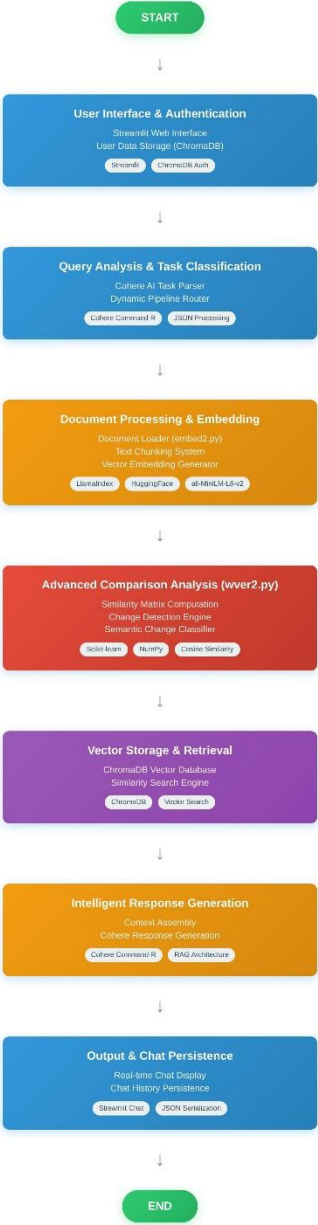 START
↓
User Interface & Authentication
Streamlit Web Interface
User Data Storage (ChromaDB)
Streamlit ChromaDB Auth
↓
Query Analysis & Task Classification
Cohere AI Task Parser
Dynamic Pipeline Router
Cohere Command-R JSON Processing
↓
Document Processing & Embedding
Document Loader (embed2.py)
Text Chunking System
Vector Embedding Generator
LlamaIndex HuggingFace all-MiniLM-L6-v2
↓
Advanced Comparison Analysis (wver2.py)
Similarity Matrix Computation
Change Detection Engine
Semantic Change Classifier
Scikit-learn NumPy Cosine Similarity
↓
Vector Storage & Retrieval
ChromaDB Vector Database
Similarity Search Engine
ChromaDB Vector Search
↓
Intelligent Response Generation
Context Assembly
Cohere Response Generation
Cohere Command-R RAG Architecture
↓
Output & Chat Persistence
Real-time Chat Display
Chat History Persistence
Streamlit Chat JSON Serialization
↓
END